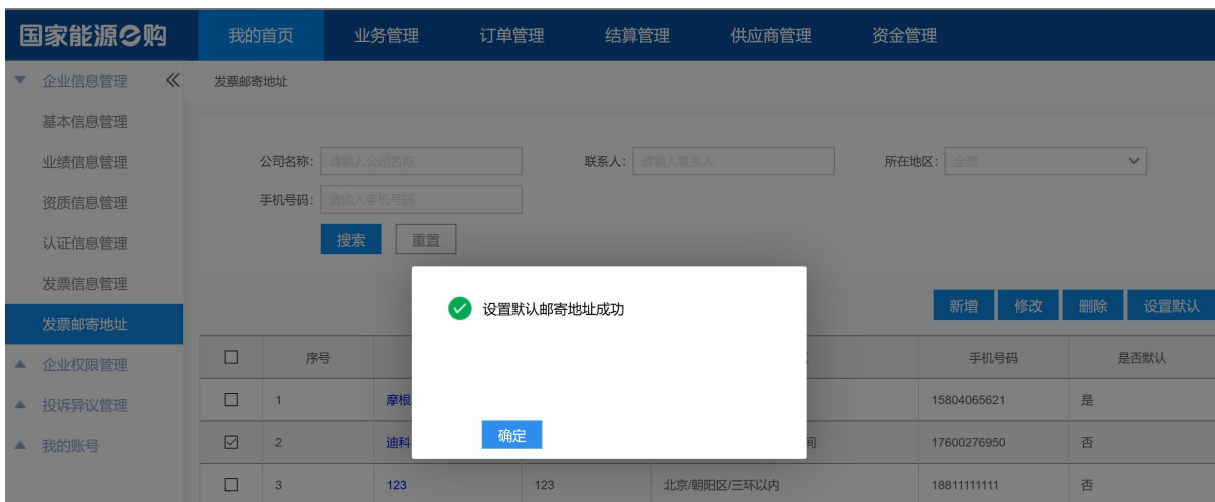 国家能源e购 我的首页 业务管理 订单管理 结算管理 供应商管理 资金管理
企业信息管理
基本信息管理
业绩信息管理
资质信息管理
认证信息管理
发票信息管理
发票邮寄地址
企业权限管理
投诉异议管理
我的账号
发票邮寄地址
公司名称: 请输入公司名称 联系人: 请输入联系人 所在地区: 全部
手机号码: 请输入手机号码
搜索 重置
设置默认邮寄地址成功
确定
新增 修改 删除 设置默认
序号 手机号码 是否默认
1 摩根 15804065621 是
2 迪科 间 17600276950 否
3 123 123 北京/朝阳区/三环以内 18811111111 否